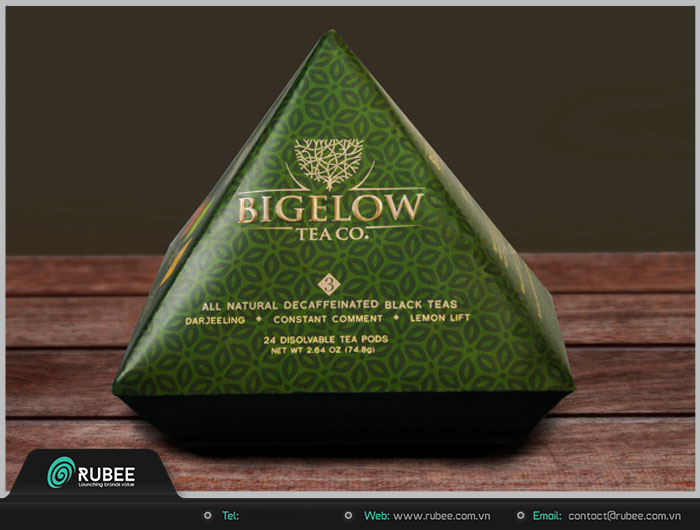 BIGELOW
TEA CO.
3
ALL NATURAL DECAFFEINATED BLACK TEAS
DARJEELING ◆ CONSTANT COMMENT ◆ LEMON LIFT
24 DISOLVABLE TEA PODS
NET WT 2.64 OZ (74.8g)
RUBEE
Launching brands value
Tel: Web: www.rubee.com.vn Email: contact@rubee.com.vn